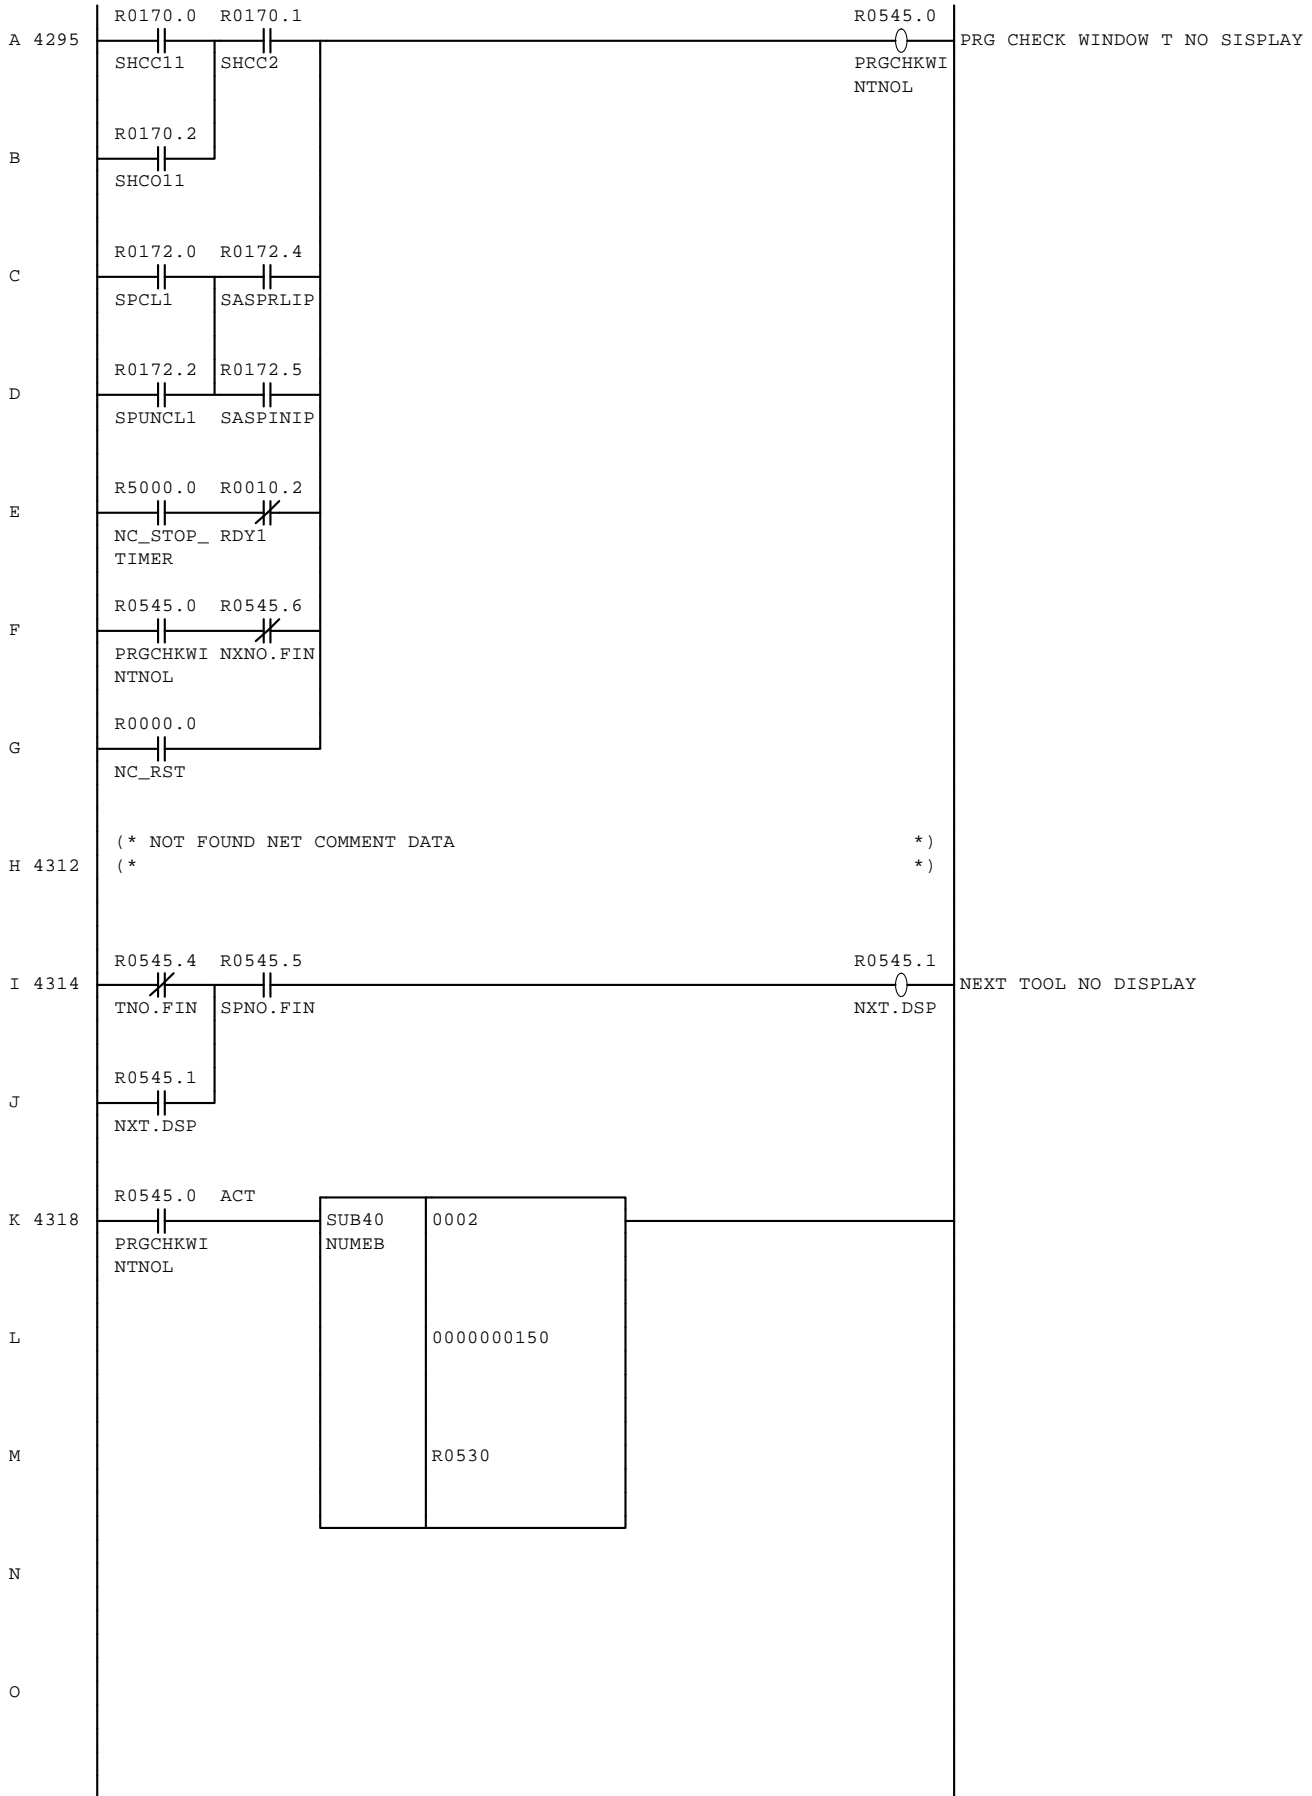 R0170.0 R0170.1 R0545.0
A 4295 PRG CHECK WINDOW T NO SISPLAY
SHCC11 SHCC2 PRGCHKWI
NTNOL
R0170.2
B
SHCO11
R0172.0 R0172.4
C
SPCL1 SASPRLIP
R0172.2 R0172.5
D
SPUNCL1 SASPINIP
R5000.0 R0010.2
E
NC_STOP_ RDY1
TIMER
R0545.0 R0545.6
F
PRGCHKWI NXNO.FIN
NTNOL
R0000.0
G
NC_RST
(* NOT FOUND NET COMMENT DATA *)
H 4312 (* *)
R0545.4 R0545.5 R0545.1
I 4314 NEXT TOOL NO DISPLAY
TNO.FIN SPNO.FIN NXT.DSP
R0545.1
J
NXT.DSP
R0545.0 ACT
K 4318 SUB40 0002
PRGCHKWI NUMEB
NTNOL
L 0000000150
M R0530
N
O